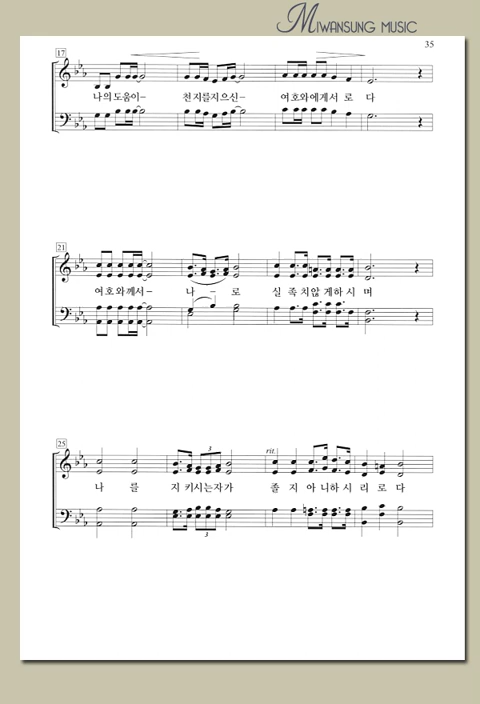 MIWANSUNG MUSIC
35
17
나의도움이– 천지를지으신– 여호와에게서 로 다
21
여호와께서– 나 – 로 실 족 치않 게하 시 며
25
3
rit.
나 를 지 키시는자가 졸 지 아 니하 시 리 로 다
3